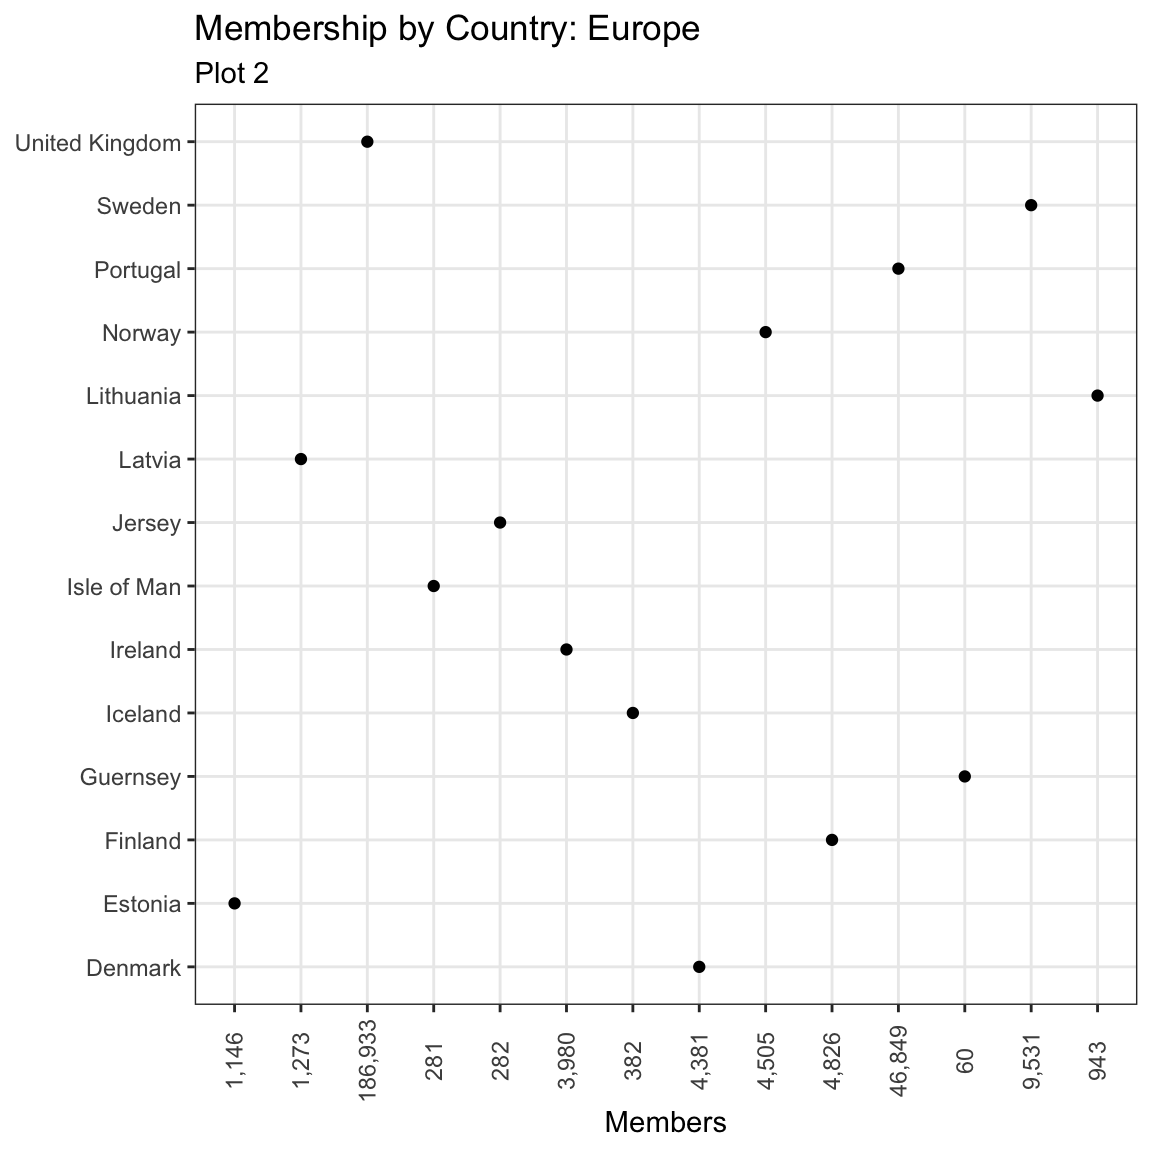 Membership by Country: Europe
Plot 2
United Kingdom
Sweden
Portugal
Norway
Lithuania
Latvia
Jersey
Isle of Man
Ireland
Iceland
Guernsey
Finland
Estonia
Denmark
1,146
1,273
186,933
281
282
3,980
382
4,381
4,505
4,826
46,849
60
9,531
943
Members